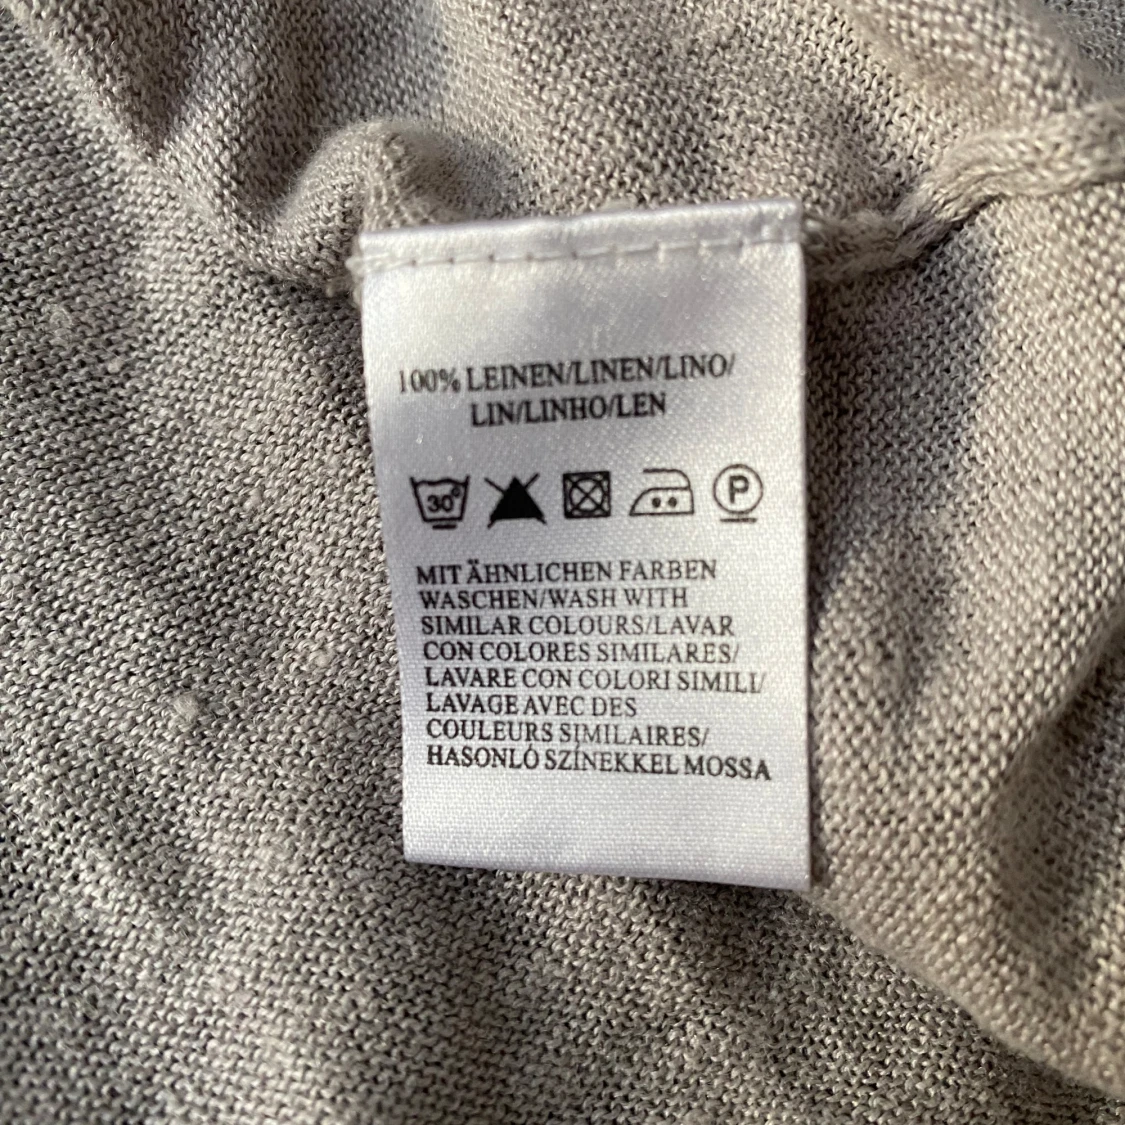 100% LEINEN/LINEN/LINO/
LIN/LINHO/LEN
30° P
MIT ÄHNLICHEN FARBEN
WASCHEN/WASH WITH
SIMILAR COLOURS/LAVAR
CON COLORES SIMILARES/
LAVARE CON COLORI SIMILI/
LAVAGE AVEC DES
COULEURS SIMILAIRES/
HASONLÓ SZÍNEKKEL MOSSA